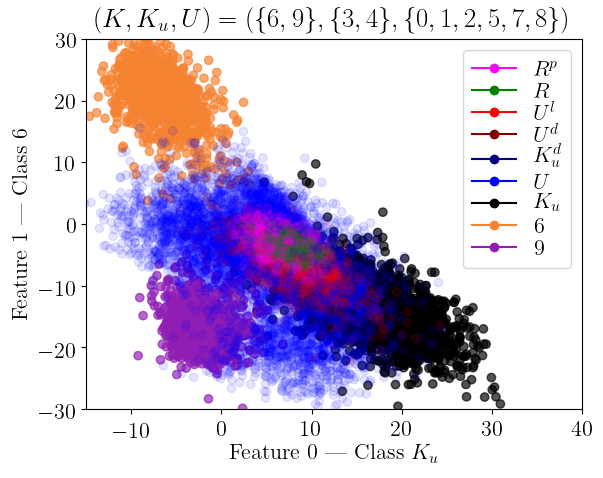 (K, K_u, U) = ({6, 9}, {3, 4}, {0, 1, 2, 5, 7, 8})
R^p
R
U^l
U^d
K_u^d
U
K_u
6
9
Feature 1 — Class 6
30
20
10
0
−10
−20
−30
−10
0
10
20
30
40
Feature 0 — Class K_u